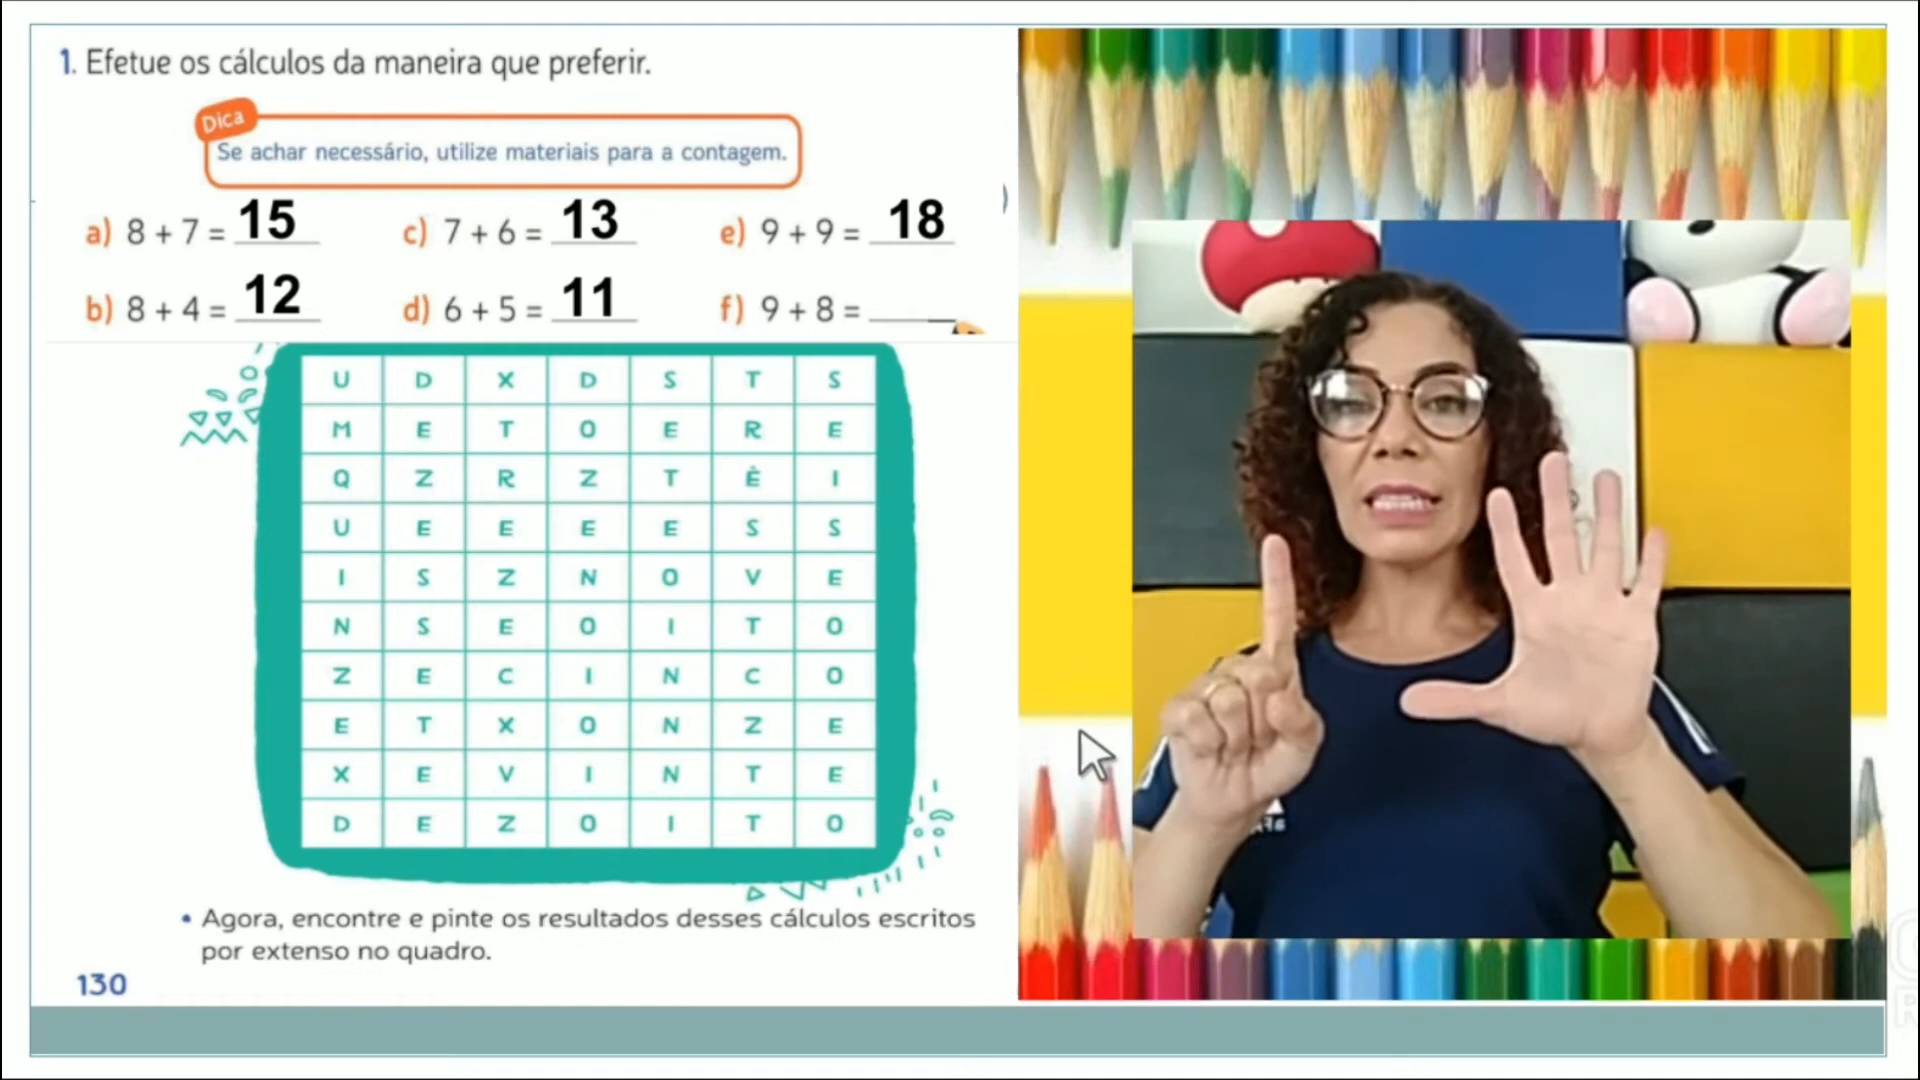 1. Efetue os cálculos da maneira que preferir.
Dica
Se achar necessário, utilize materiais para a contagem.
a) 8 + 7 = 15 c) 7 + 6 = 13 e) 9 + 9 = 18
b) 8 + 4 = 12 d) 6 + 5 = 11 f) 9 + 8 =
U D X D S T S
M E T O E R E
Q Z R Z T Ê I
U E E E E S S
I S Z N O V E
N S E O I T O
Z E C I N C O
E T X O N Z E
X E V I N T E
D E Z O I T O
• Agora, encontre e pinte os resultados desses cálculos escritos
por extenso no quadro.
130